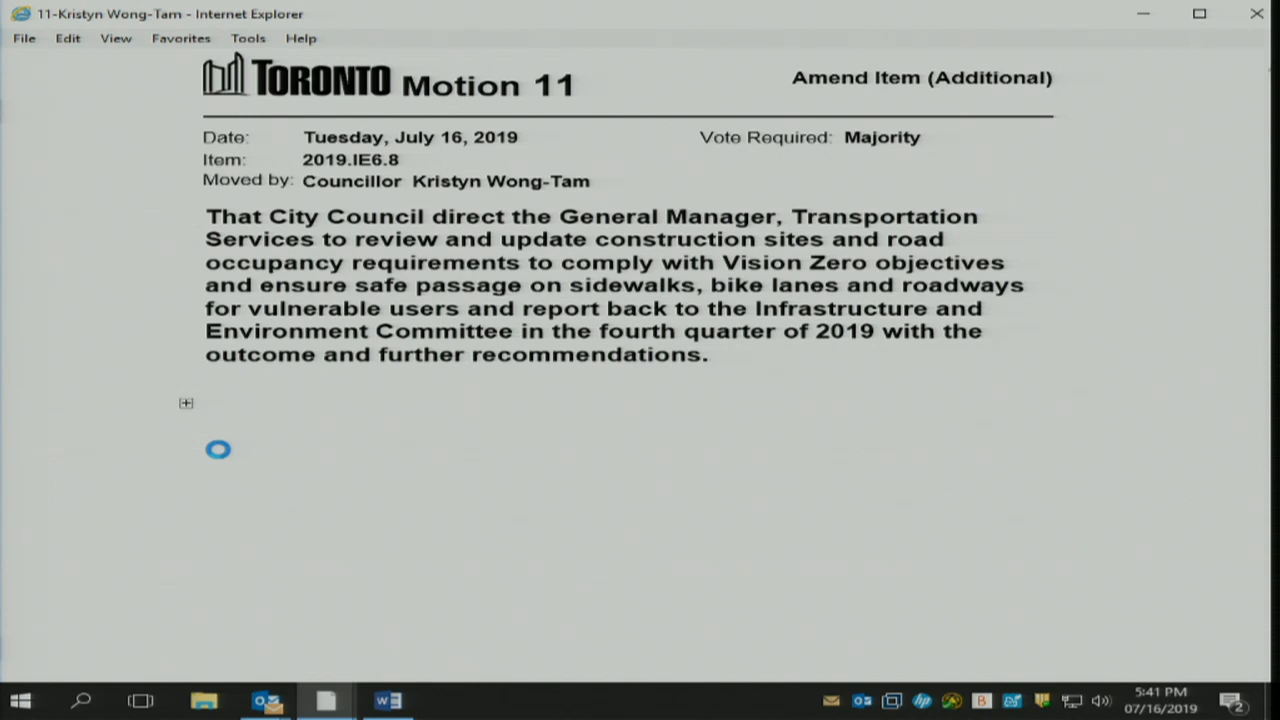 11-Kristyn Wong-Tam - Internet Explorer
File Edit View Favorites Tools Help
TORONTO Motion 11 Amend Item (Additional)
Date: Tuesday, July 16, 2019 Vote Required: Majority
Item: 2019.IE6.8
Moved by: Councillor Kristyn Wong-Tam
That City Council direct the General Manager, Transportation
Services to review and update construction sites and road
occupancy requirements to comply with Vision Zero objectives
and ensure safe passage on sidewalks, bike lanes and roadways
for vulnerable users and report back to the Infrastructure and
Environment Committee in the fourth quarter of 2019 with the
outcome and further recommendations.
5:41 PM
07/16/2019
2